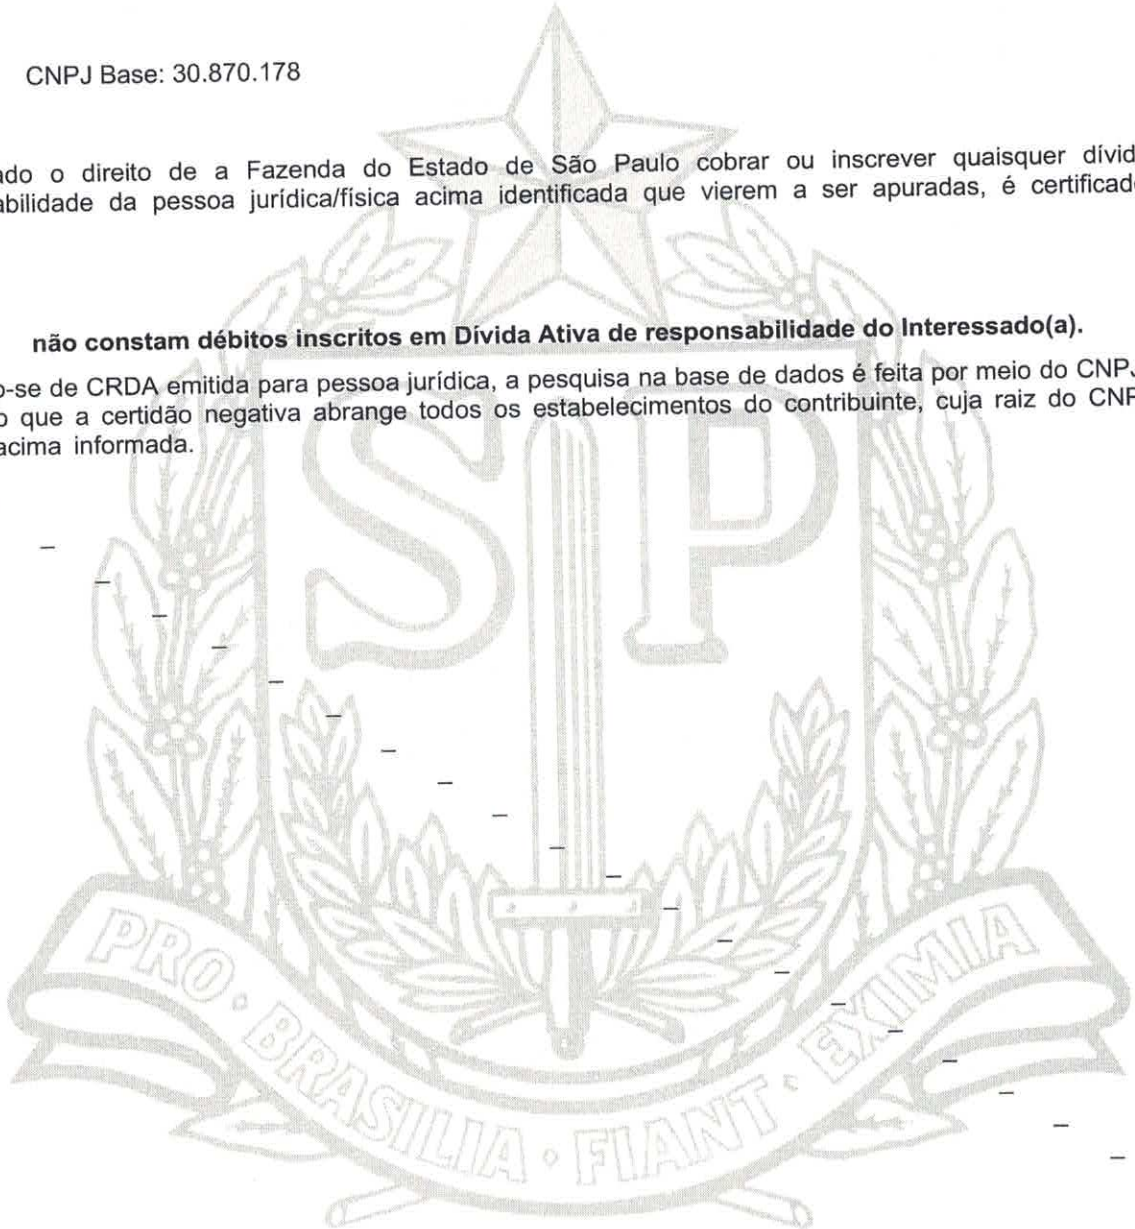 CNPJ Base: 30.870.178
ado o direito de a Fazenda do Estado de São Paulo cobrar ou inscrever quaisquer dívid
abilidade da pessoa jurídica/física acima identificada que vierem a ser apuradas, é certificad
não constam débitos inscritos em Dívida Ativa de responsabilidade do Interessado(a).
o-se de CRDA emitida para pessoa jurídica, a pesquisa na base de dados é feita por meio do CNPJ
o que a certidão negativa abrange todos os estabelecimentos do contribuinte, cuja raiz do CNP
acima informada.
SP
PRO • BRASILIA • FIANT • EXIMIA